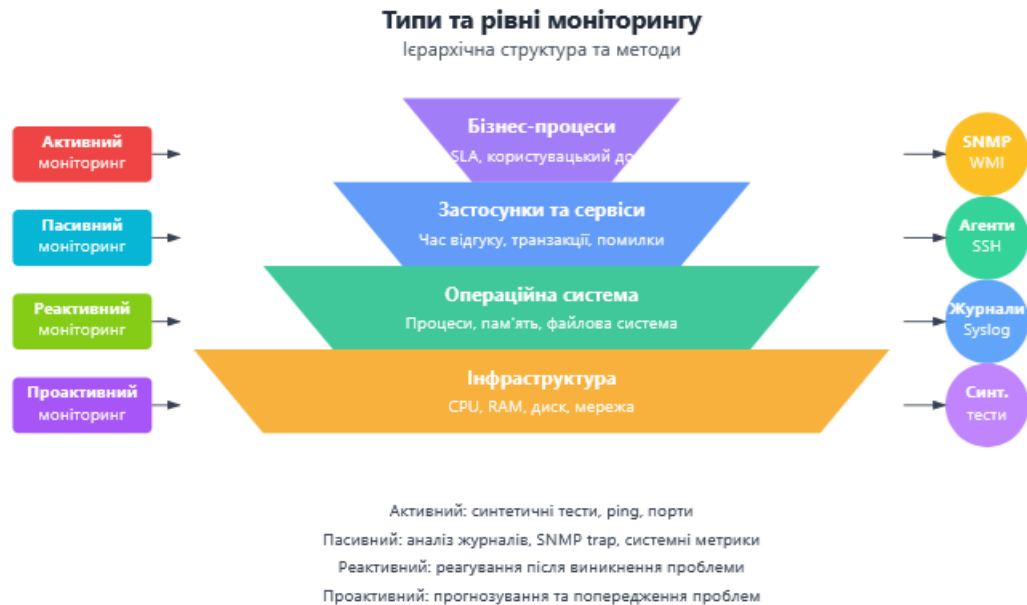 Типи та рівні моніторингу
Ієрархічна структура та методи
Активний
моніторинг
Пасивний
моніторинг
Реактивний
моніторинг
Проактивний
моніторинг
Бізнес-процеси
SLA, користувацький до
Застосунки та сервіси
Час відгуку, транзакції, помилки
Операційна система
Процеси, пам'ять, файлова система
Інфраструктура
CPU, RAM, диск, мережа
SNMP
WMI
Агенти
SSH
Журнали
Syslog
Синт.
тести
Активний: синтетичні тести, ping, порти
Пасивний: аналіз журналів, SNMP trap, системні метрики
Реактивний: реагування після виникнення проблеми
Проактивний: прогнозування та попередження проблем